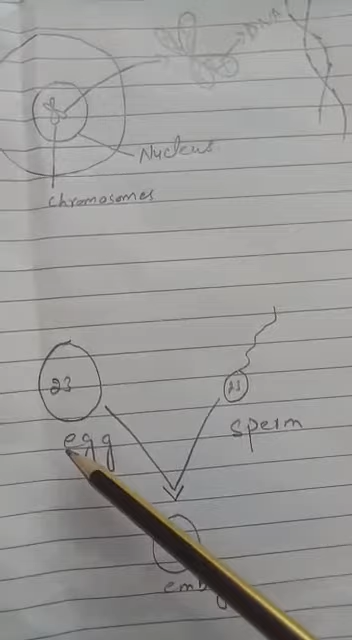 DNA
Nucleus
Chromosomes
23
23
egg
sperm